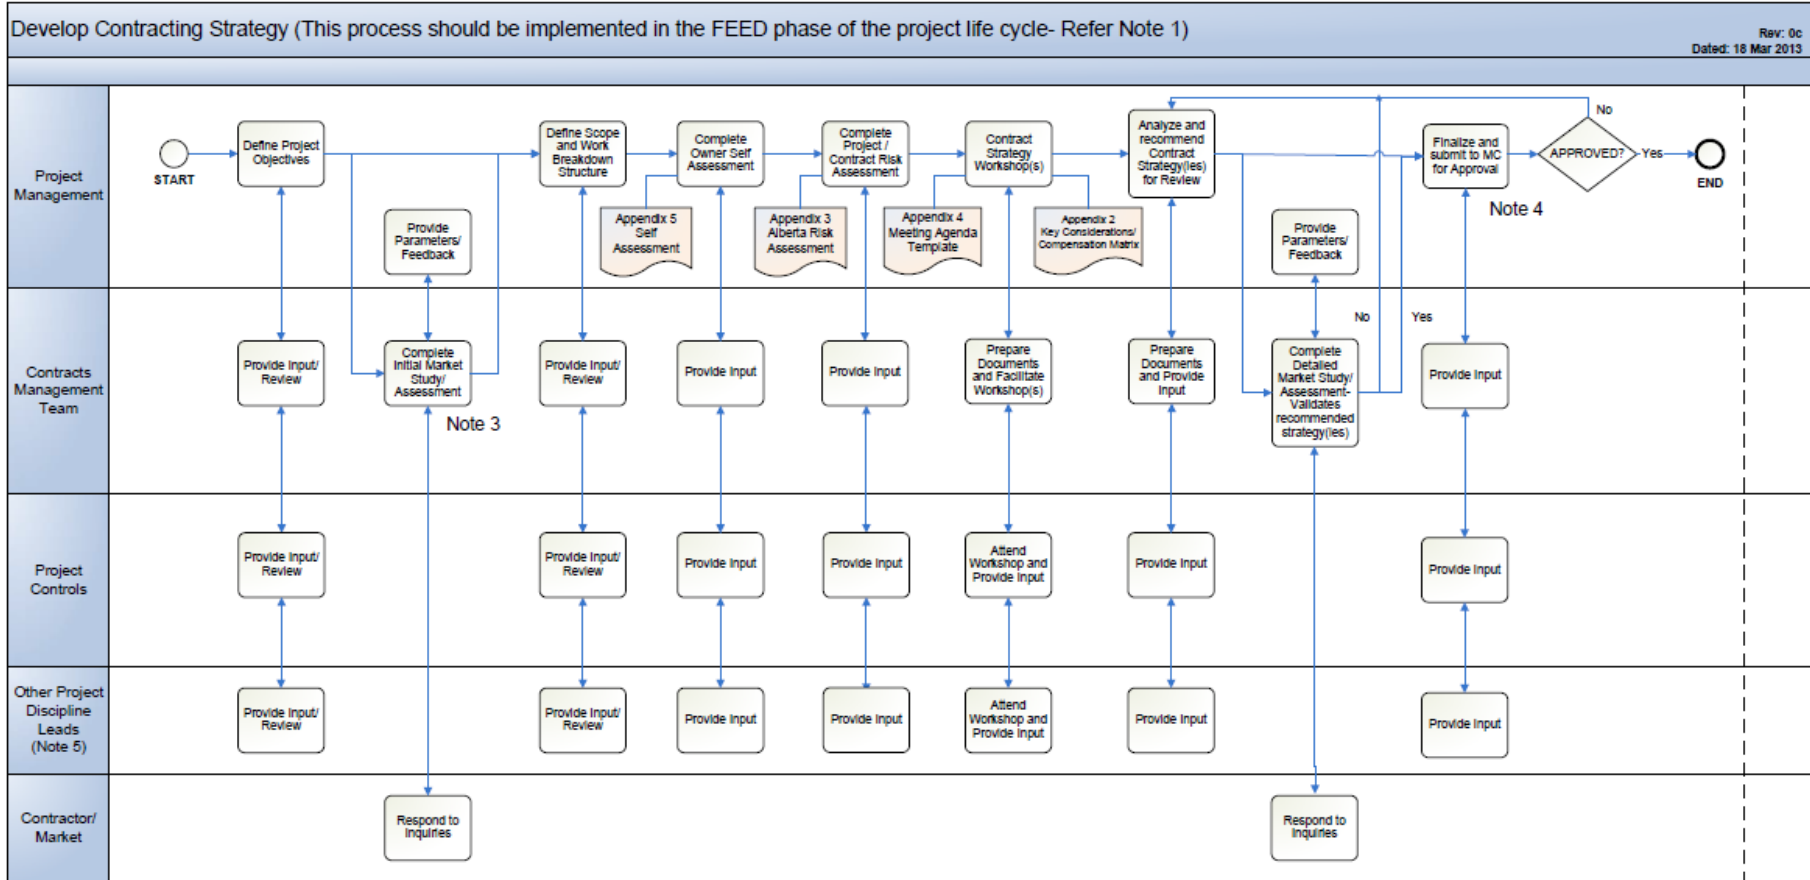 Develop Contracting Strategy (This process should be implemented in the FEED phase of the project life cycle- Refer Note 1)
Rev: 0c
Dated: 18 Mar 2013
Project
Management
START
Define Project
Objectives
Provide
Parameters/
Feedback
Define Scope
and Work
Breakdown
Structure
Complete
Owner Self
Assessment
Complete
Project /
Contract Risk
Assessment
Contract
Strategy
Workshop(s)
Analyze and
recommend
Contract
Strategy(ies)
for Review
Finalize and
submit to MC
for Approval
APPROVED?
No
Yes
END
Note 4
Appendix 5
Self
Assessment
Appendix 3
Alberta Risk
Assessment
Appendix 4
Meeting Agenda
Template
Appendix 2
Key Considerations/
Compensation Matrix
Provide
Parameters/
Feedback
Contracts
Management
Team
Provide Input/
Review
Complete
Initial Market
Study/
Assessment
Note 3
Provide Input/
Review
Provide Input
Provide Input
Prepare
Documents
and Facilitate
Workshop(s)
Prepare
Documents
and Provide
Input
Complete
Detailed
Market Study/
Assessment-
Validates
recommended
strategy(ies)
No
Yes
Provide Input
Project
Controls
Provide Input/
Review
Provide Input/
Review
Provide Input
Provide Input
Attend
Workshop and
Provide Input
Provide Input
Provide Input
Other Project
Discipline
Leads
(Note 5)
Provide Input/
Review
Provide Input/
Review
Provide Input
Provide Input
Attend
Workshop and
Provide Input
Provide Input
Provide Input
Contractor/
Market
Respond to
Inquiries
Respond to
Inquiries